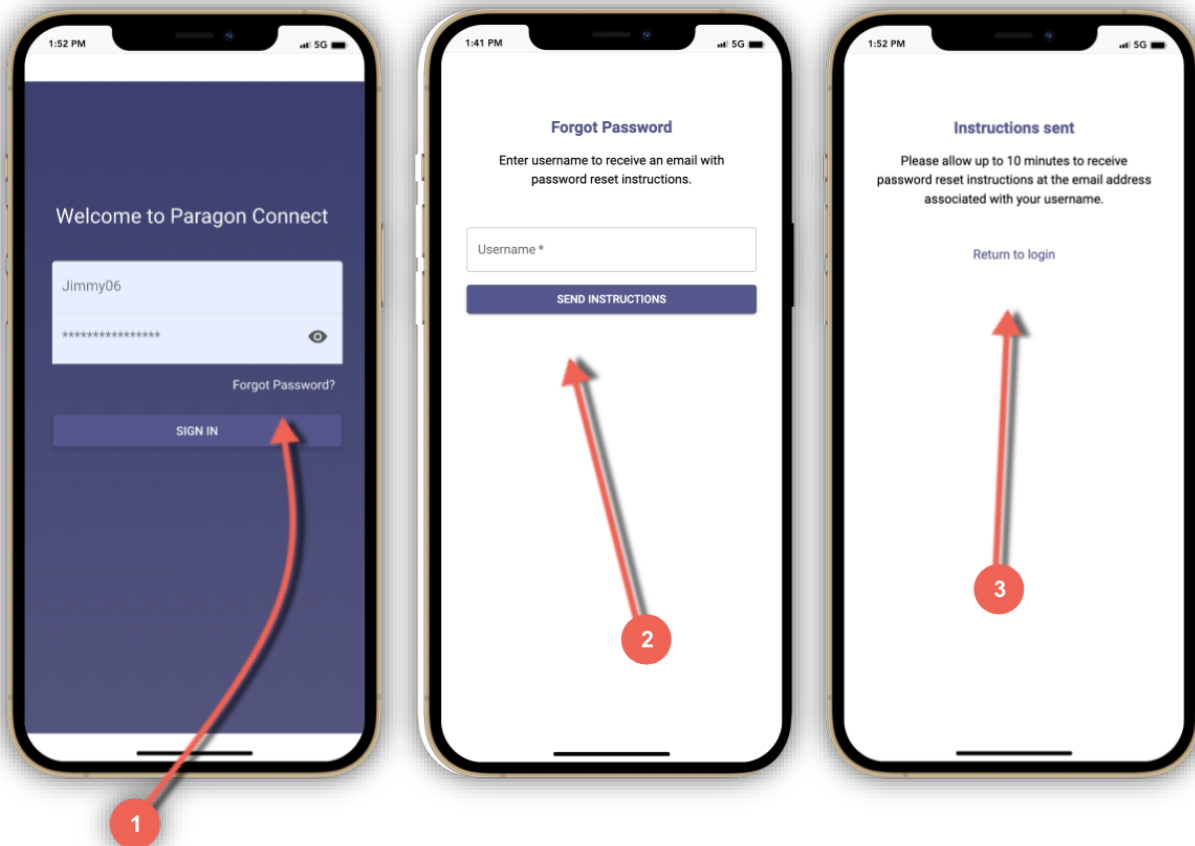 1:52 PM
5G
Welcome to Paragon Connect
Jimmy06
****************
Forgot Password?
SIGN IN
1
1:41 PM
5G
Forgot Password
Enter username to receive an email with
password reset instructions.
Username *
SEND INSTRUCTIONS
2
1:52 PM
5G
Instructions sent
Please allow up to 10 minutes to receive
password reset instructions at the email address
associated with your username.
Return to login
3